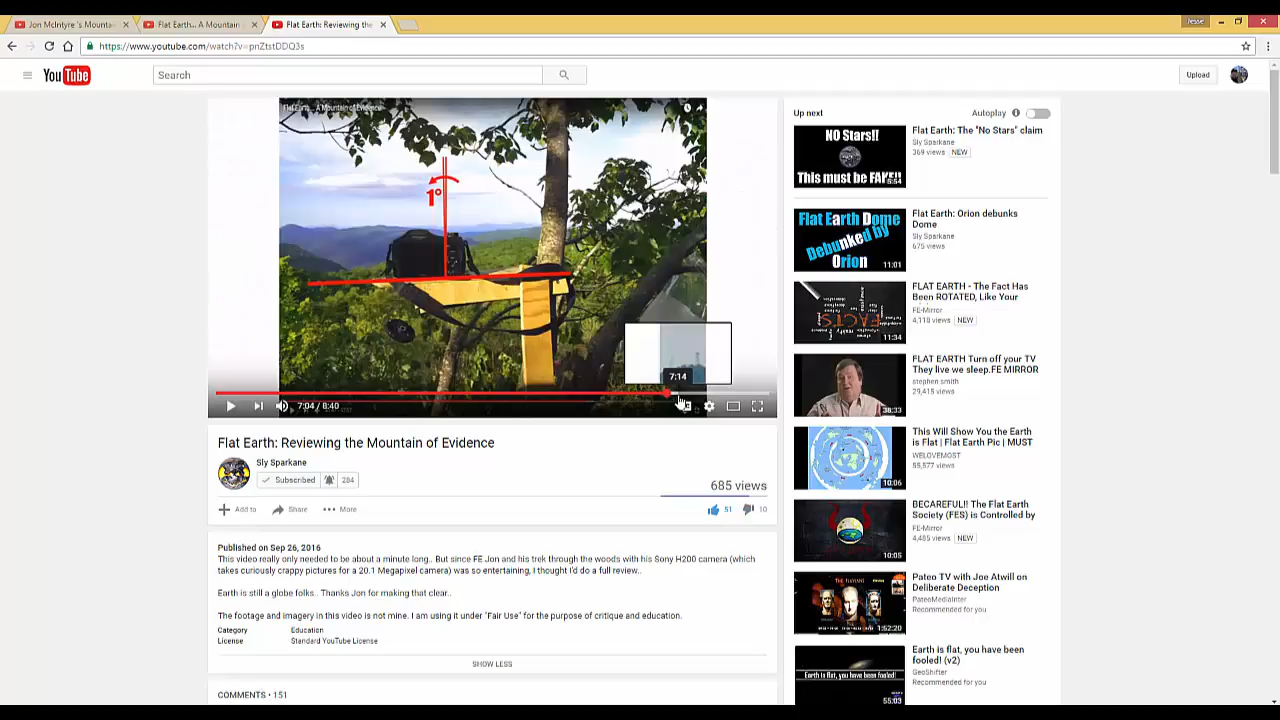 Jon McIntyre 's Mounta
Flat Earth... A Mountain
Flat Earth: Reviewing the
Jesse
https://www.youtube.com/watch?v=pnZtstDDQ3s
YouTube
Search
Upload
Flat Earth... A Mountain of Evidence
1°
7:14
7:04 / 8:40
Flat Earth: Reviewing the Mountain of Evidence
Sly Sparkane
Subscribed
284
685 views
Add to
Share
More
51
10
Published on Sep 26, 2016
This video really only needed to be about a minute long.. But since FE Jon and his trek through the woods with his Sony H200 camera (which
takes curiously crappy pictures for a 20.1 Megapixel camera) was so entertaining, I thought I'd do a full review..
Earth is still a globe folks.. Thanks Jon for making that clear..
The footage and imagery in this video is not mine. I am using it under "Fair Use" for the purpose of critique and education.
Category Education
License Standard YouTube License
SHOW LESS
COMMENTS • 151
Up next
Autoplay
NO Stars!!
This must be FAKE!!
5:54
Flat Earth: The "No Stars" claim
Sly Sparkane
369 views NEW
Flat Earth Dome
Debunked by
Orion
11:01
Flat Earth: Orion debunks
Dome
Sly Sparkane
675 views
FACTS
11:34
FLAT EARTH - The Fact Has
Been ROTATED, Like Your
FE-Mirror
4,118 views NEW
38:33
FLAT EARTH Turn off your TV
They live we sleep.FE MIRROR
stephen smith
29,415 views
10:06
This Will Show You the Earth
is Flat | Flat Earth Pic | MUST
WELOVEMOST
55,577 views
10:05
BECAREFUL!! The Flat Earth
Society (FES) is Controlled by
FE-Mirror
4,485 views NEW
1:52:20
Pateo TV with Joe Atwill on
Deliberate Deception
PateoMediaInter
Recommended for you
Earth is flat, you have been fooled!
55:03
Earth is flat, you have been
fooled! (v2)
GeoShifter
Recommended for you